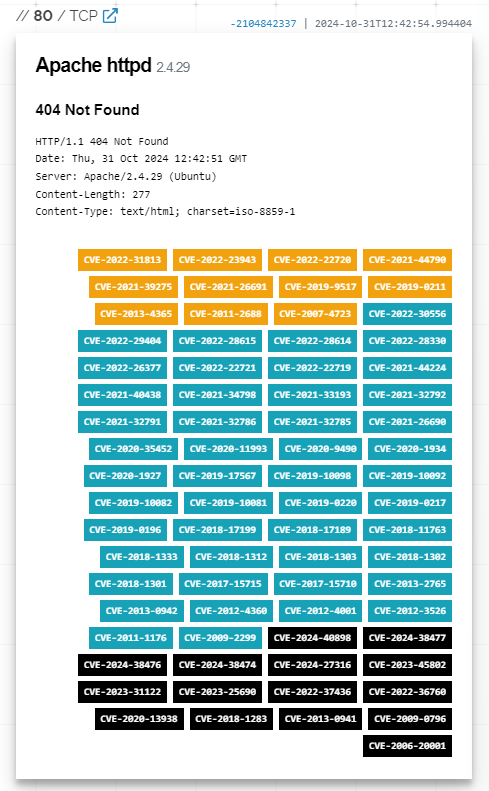 // 80 / TCP
-2104842337 | 2024-10-31T12:42:54.994404
Apache httpd 2.4.29
404 Not Found
HTTP/1.1 404 Not Found
Date: Thu, 31 Oct 2024 12:42:51 GMT
Server: Apache/2.4.29 (Ubuntu)
Content-Length: 277
Content-Type: text/html; charset=iso-8859-1
CVE-2022-31813 CVE-2022-23943 CVE-2022-22720 CVE-2021-44790
CVE-2021-39275 CVE-2021-26691 CVE-2019-9517 CVE-2019-0211
CVE-2013-4365 CVE-2011-2688 CVE-2007-4723 CVE-2022-30556
CVE-2022-29404 CVE-2022-28615 CVE-2022-28614 CVE-2022-28330
CVE-2022-26377 CVE-2022-22721 CVE-2022-22719 CVE-2021-44224
CVE-2021-40438 CVE-2021-34798 CVE-2021-33193 CVE-2021-32792
CVE-2021-32791 CVE-2021-32786 CVE-2021-32785 CVE-2021-26690
CVE-2020-35452 CVE-2020-11993 CVE-2020-9490 CVE-2020-1934
CVE-2020-1927 CVE-2019-17567 CVE-2019-10098 CVE-2019-10092
CVE-2019-10082 CVE-2019-10081 CVE-2019-0220 CVE-2019-0217
CVE-2019-0196 CVE-2018-17199 CVE-2018-17189 CVE-2018-11763
CVE-2018-1333 CVE-2018-1312 CVE-2018-1303 CVE-2018-1302
CVE-2018-1301 CVE-2017-15715 CVE-2017-15710 CVE-2013-2765
CVE-2013-0942 CVE-2012-4360 CVE-2012-4001 CVE-2012-3526
CVE-2011-1176 CVE-2009-2299 CVE-2024-40898 CVE-2024-38477
CVE-2024-38476 CVE-2024-38474 CVE-2024-27316 CVE-2023-45802
CVE-2023-31122 CVE-2023-25690 CVE-2022-37436 CVE-2022-36760
CVE-2020-13938 CVE-2018-1283 CVE-2013-0941 CVE-2009-0796
CVE-2006-20001